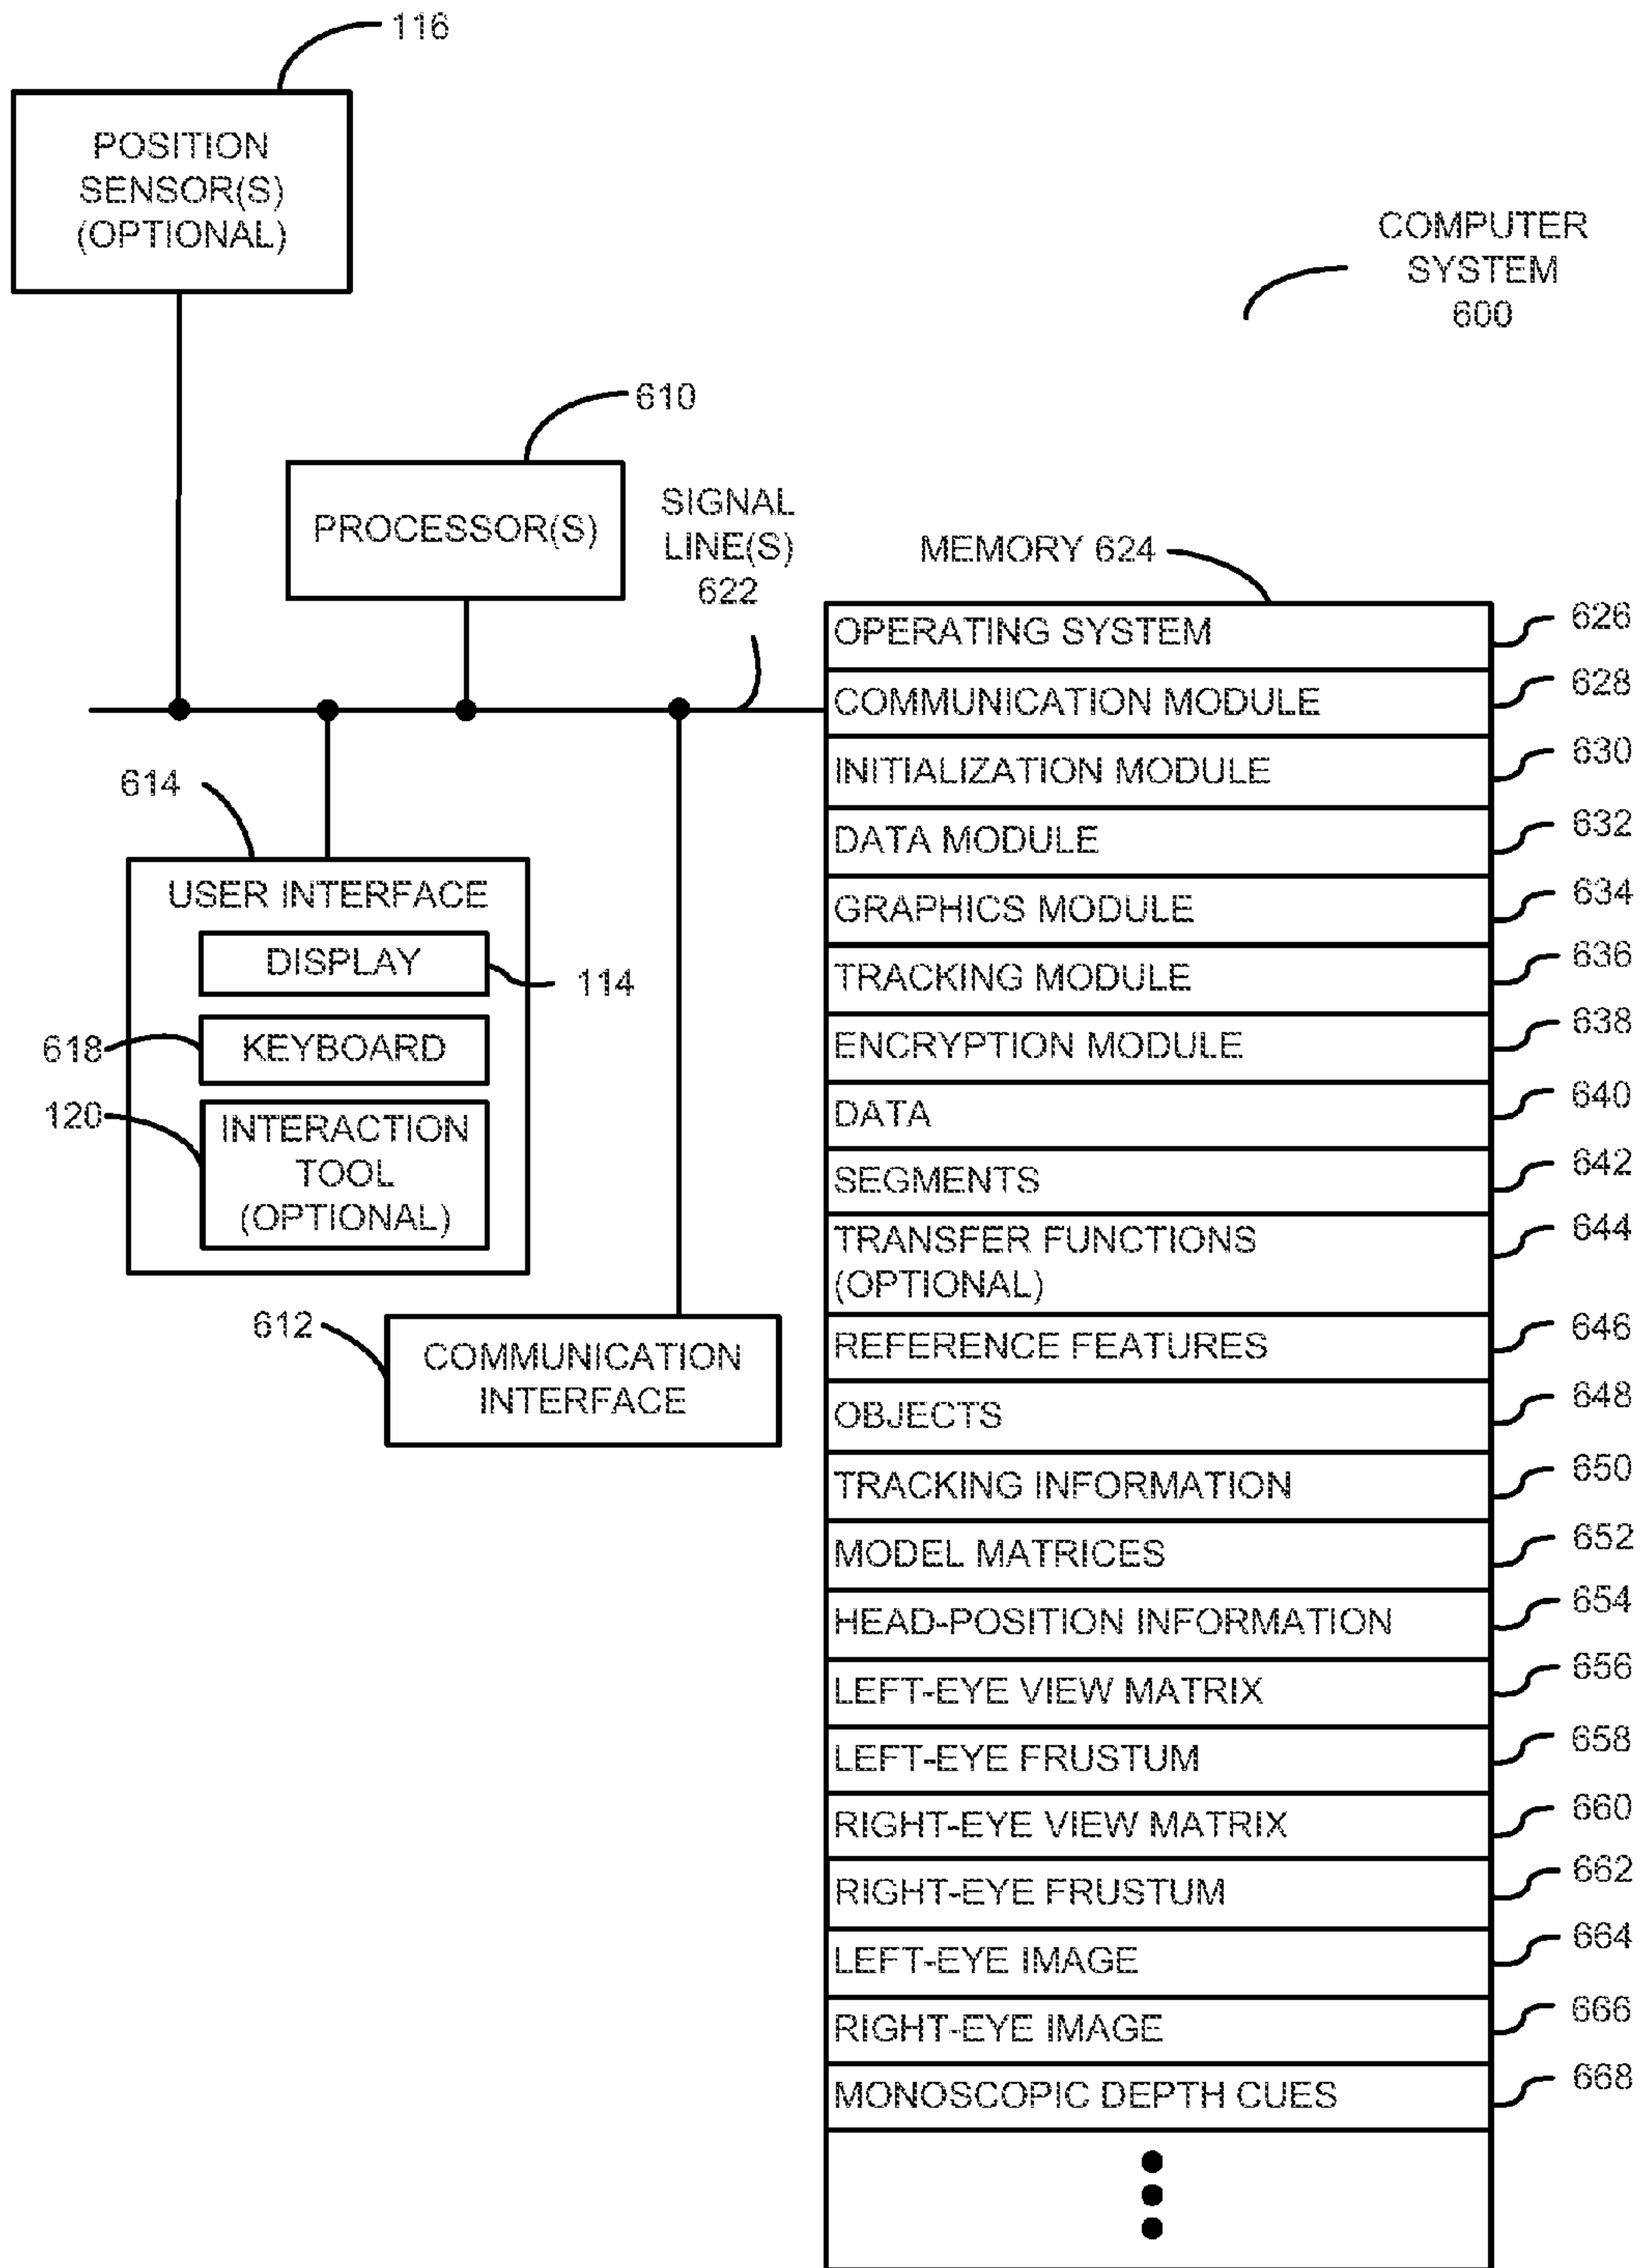 116
POSITION
SENSOR(S)
(OPTIONAL)
COMPUTER
SYSTEM
600
610
PROCESSOR(S)
SIGNAL
LINE(S)
622
MEMORY 624
OPERATING SYSTEM
626
COMMUNICATION MODULE
628
INITIALIZATION MODULE
630
DATA MODULE
632
GRAPHICS MODULE
634
TRACKING MODULE
636
ENCRYPTION MODULE
638
DATA
640
SEGMENTS
642
TRANSFER FUNCTIONS
(OPTIONAL)
644
REFERENCE FEATURES
646
OBJECTS
648
TRACKING INFORMATION
650
MODEL MATRICES
652
HEAD-POSITION INFORMATION
654
LEFT-EYE VIEW MATRIX
656
LEFT-EYE FRUSTUM
658
RIGHT-EYE VIEW MATRIX
660
RIGHT-EYE FRUSTUM
662
LEFT-EYE IMAGE
664
RIGHT-EYE IMAGE
666
MONOSCOPIC DEPTH CUES
668
614
USER INTERFACE
DISPLAY
114
618
KEYBOARD
120
INTERACTION
TOOL
(OPTIONAL)
612
COMMUNICATION
INTERFACE